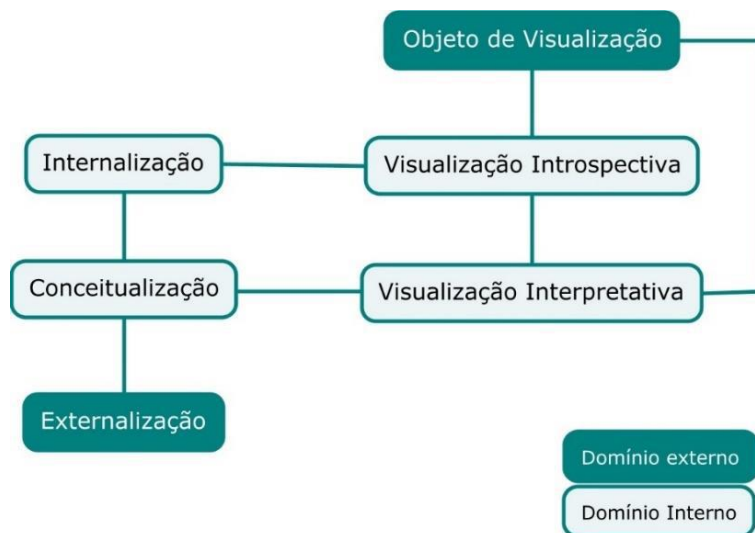 Objeto de Visualização
Internalização
Visualização Introspectiva
Conceitualização
Visualização Interpretativa
Externalização
Domínio externo
Domínio Interno